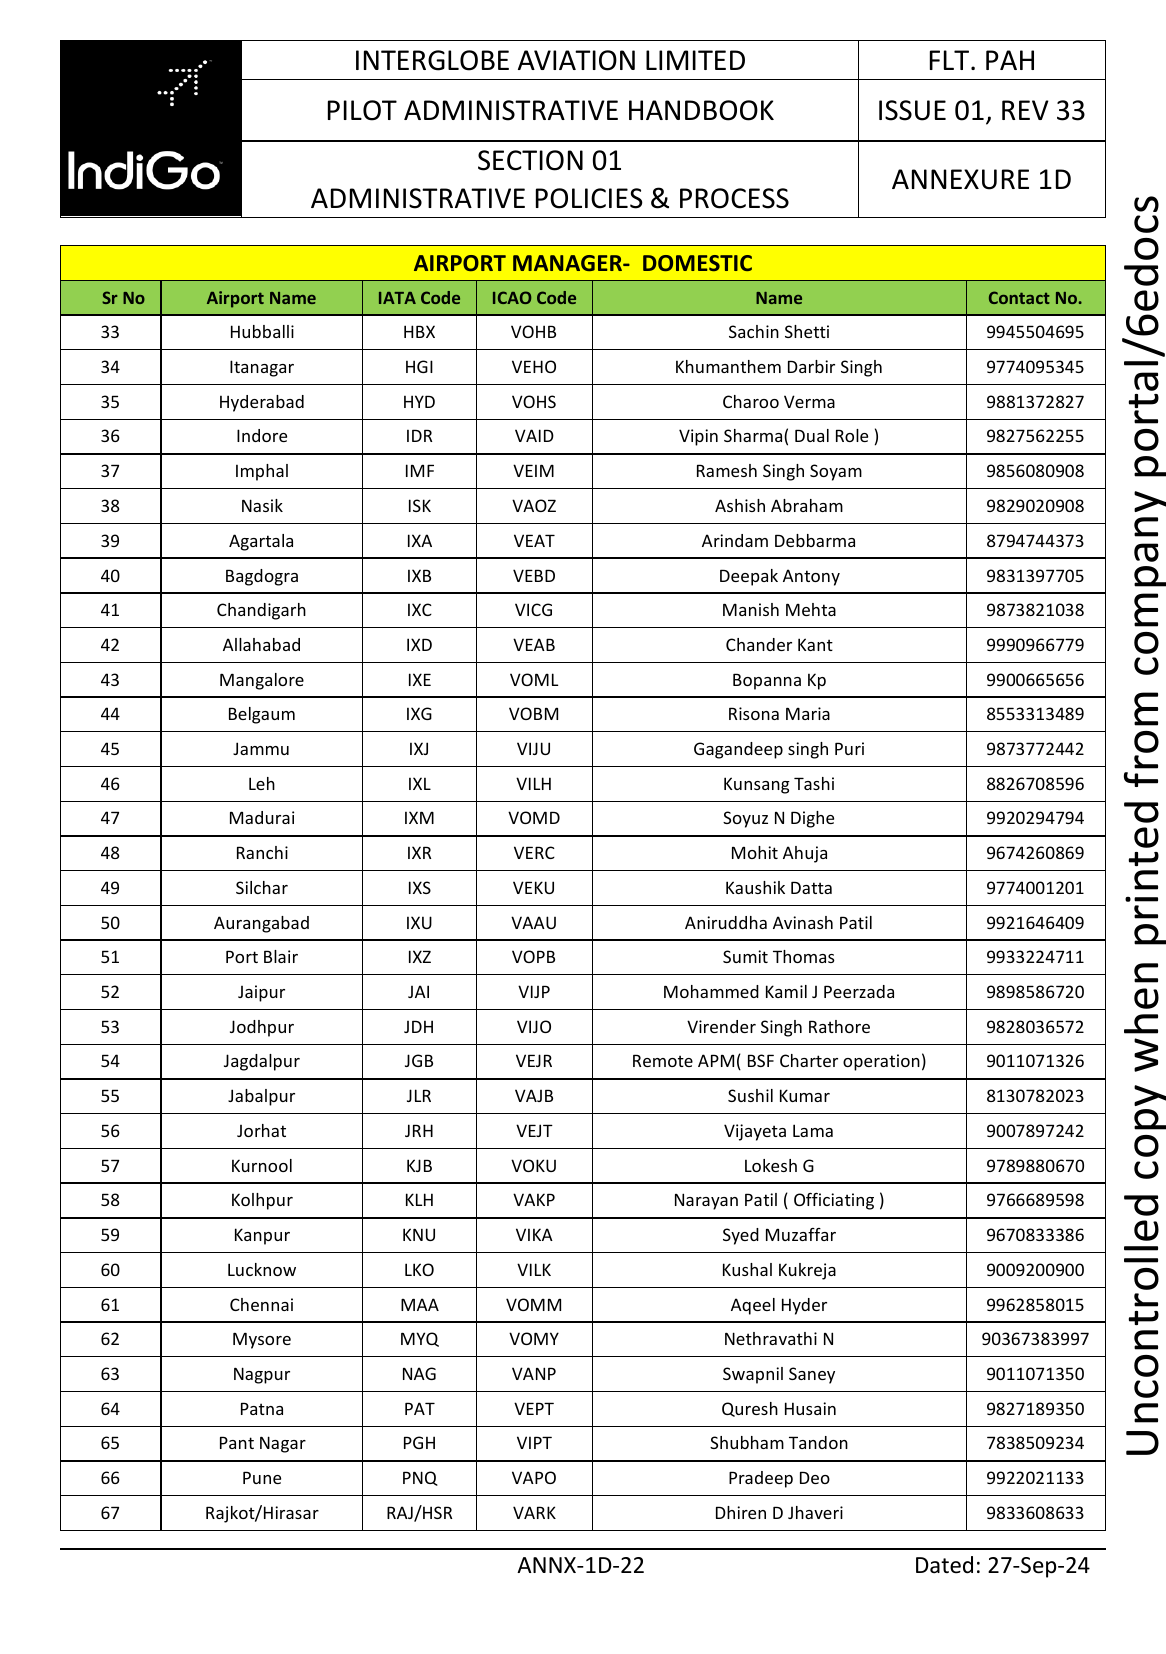 IndiGo
INTERGLOBE AVIATION LIMITED FLT. PAH
PILOT ADMINISTRATIVE HANDBOOK ISSUE 01, REV 33
SECTION 01
ADMINISTRATIVE POLICIES & PROCESS ANNEXURE 1D
AIRPORT MANAGER- DOMESTIC
Sr No Airport Name IATA Code ICAO Code Name Contact No.
33 Hubballi HBX VOHB Sachin Shetti 9945504695
34 Itanagar HGI VEHO Khumanthem Darbir Singh 9774095345
35 Hyderabad HYD VOHS Charoo Verma 9881372827
36 Indore IDR VAID Vipin Sharma( Dual Role ) 9827562255
37 Imphal IMF VEIM Ramesh Singh Soyam 9856080908
38 Nasik ISK VAOZ Ashish Abraham 9829020908
39 Agartala IXA VEAT Arindam Debbarma 8794744373
40 Bagdogra IXB VEBD Deepak Antony 9831397705
41 Chandigarh IXC VICG Manish Mehta 9873821038
42 Allahabad IXD VEAB Chander Kant 9990966779
43 Mangalore IXE VOML Bopanna Kp 9900665656
44 Belgaum IXG VOBM Risona Maria 8553313489
45 Jammu IXJ VIJU Gagandeep singh Puri 9873772442
46 Leh IXL VILH Kunsang Tashi 8826708596
47 Madurai IXM VOMD Soyuz N Dighe 9920294794
48 Ranchi IXR VERC Mohit Ahuja 9674260869
49 Silchar IXS VEKU Kaushik Datta 9774001201
50 Aurangabad IXU VAAU Aniruddha Avinash Patil 9921646409
51 Port Blair IXZ VOPB Sumit Thomas 9933224711
52 Jaipur JAI VIJP Mohammed Kamil J Peerzada 9898586720
53 Jodhpur JDH VIJO Virender Singh Rathore 9828036572
54 Jagdalpur JGB VEJR Remote APM( BSF Charter operation) 9011071326
55 Jabalpur JLR VAJB Sushil Kumar 8130782023
56 Jorhat JRH VEJT Vijayeta Lama 9007897242
57 Kurnool KJB VOKU Lokesh G 9789880670
58 Kolhpur KLH VAKP Narayan Patil ( Officiating ) 9766689598
59 Kanpur KNU VIKA Syed Muzaffar 9670833386
60 Lucknow LKO VILK Kushal Kukreja 9009200900
61 Chennai MAA VOMM Aqeel Hyder 9962858015
62 Mysore MYQ VOMY Nethravathi N 90367383997
63 Nagpur NAG VANP Swapnil Saney 9011071350
64 Patna PAT VEPT Quresh Husain 9827189350
65 Pant Nagar PGH VIPT Shubham Tandon 7838509234
66 Pune PNQ VAPO Pradeep Deo 9922021133
67 Rajkot/Hirasar RAJ/HSR VARK Dhiren D Jhaveri 9833608633
ANNX-1D-22 Dated: 27-Sep-24
Uncontrolled copy when printed from company portal/6edocs